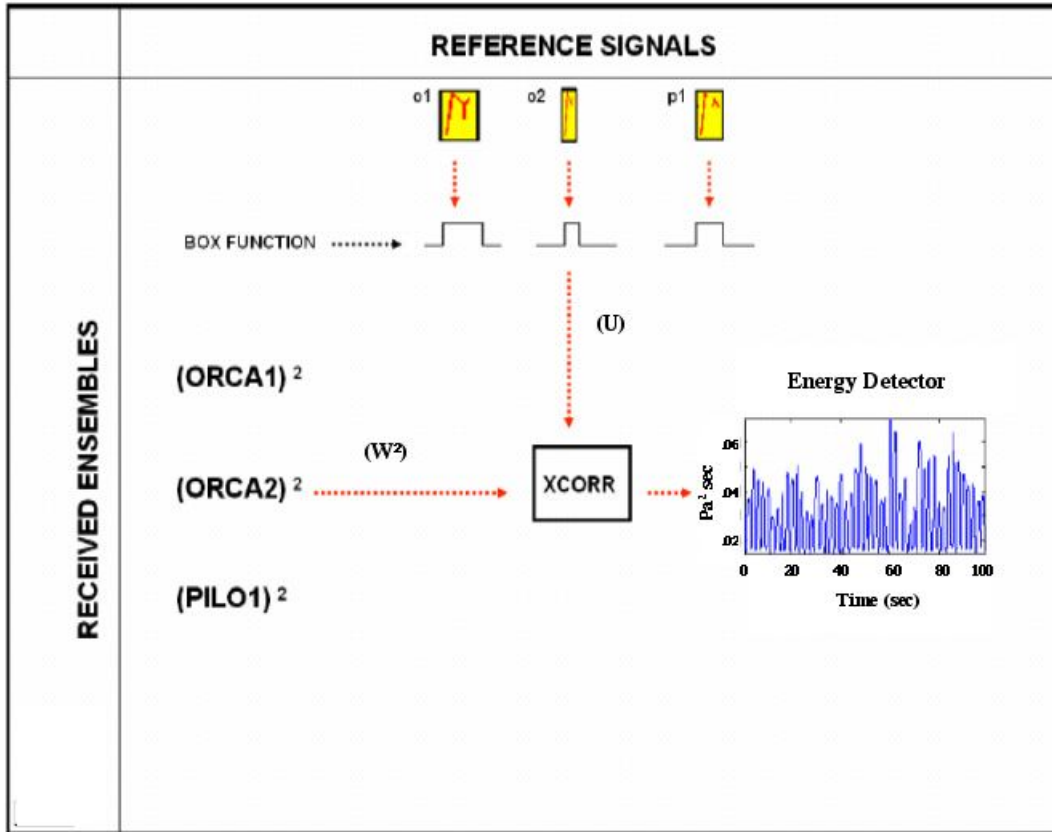 REFERENCE SIGNALS
o1
o2
p1
BOX FUNCTION
(U)
RECEIVED ENSEMBLES
(ORCA1) ²
(W²)
(ORCA2) ²
XCORR
(PILO1) ²
Energy Detector
Pa² sec
.06
.04
.02
0 20 40 60 80 100
Time (sec)